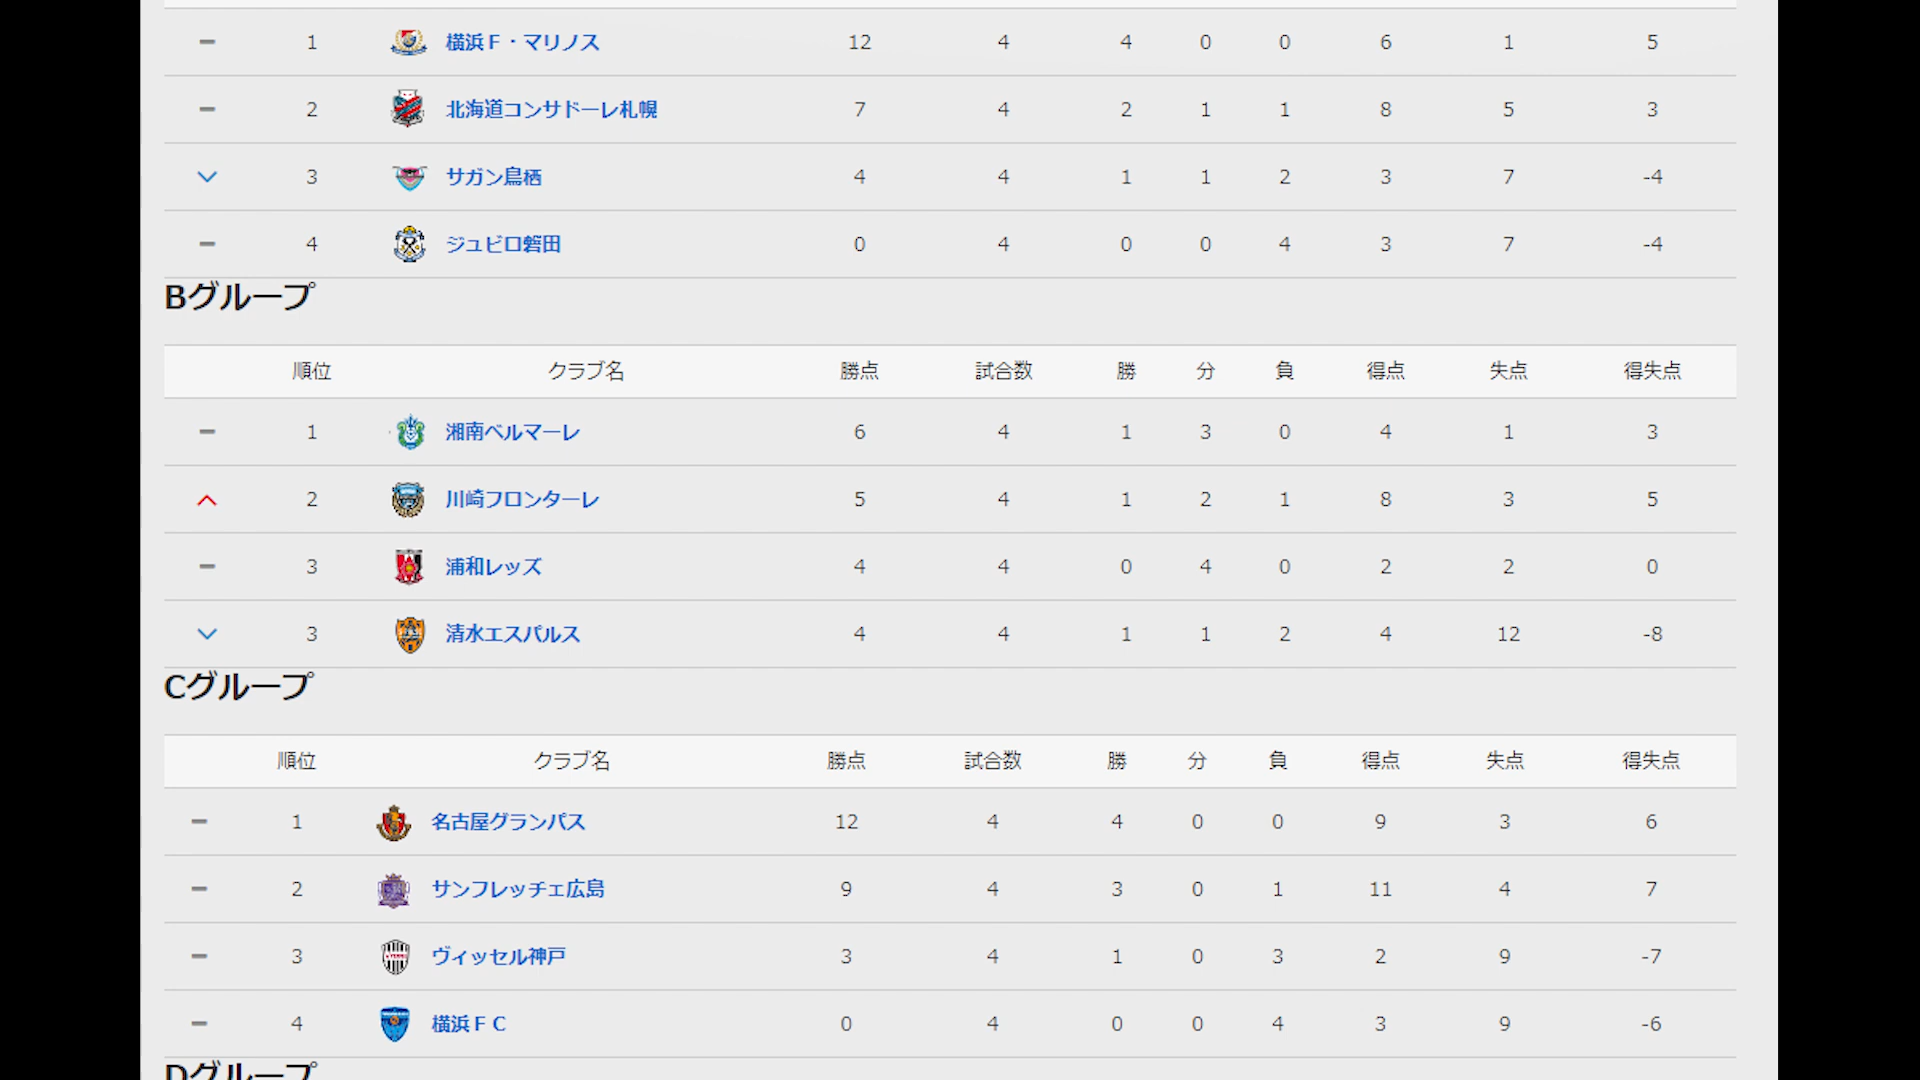 1 横浜F・マリノス 12 4 4 0 0 6 1 5
2 北海道コンサドーレ札幌 7 4 2 1 1 8 5 3
3 サガン鳥栖 4 4 1 1 2 3 7 -4
4 ジュビロ磐田 0 4 0 0 4 3 7 -4
Bグループ
順位 クラブ名 勝点 試合数 勝 分 負 得点 失点 得失点
1 湘南ベルマーレ 6 4 1 3 0 4 1 3
2 川崎フロンターレ 5 4 1 2 1 8 3 5
3 浦和レッズ 4 4 0 4 0 2 2 0
3 清水エスパルス 4 4 1 1 2 4 12 -8
Cグループ
順位 クラブ名 勝点 試合数 勝 分 負 得点 失点 得失点
1 名古屋グランパス 12 4 4 0 0 9 3 6
2 サンフレッチェ広島 9 4 3 0 1 11 4 7
3 ヴィッセル神戸 3 4 1 0 3 2 9 -7
4 横浜FC 0 4 0 0 4 3 9 -6
Dグループ